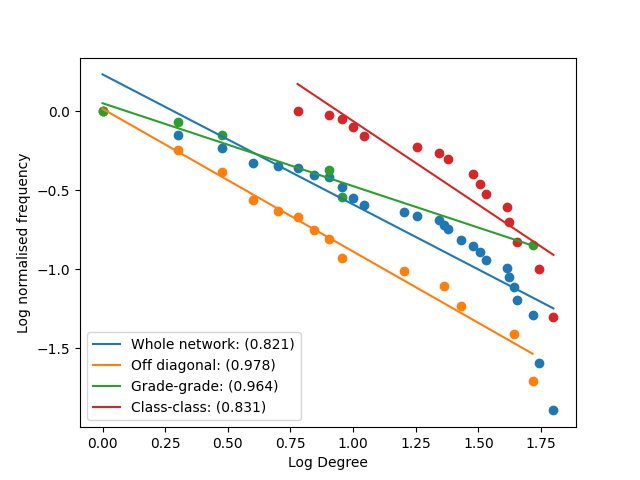 0.0
−0.5
−1.0
−1.5
Log normalised frequency
Whole network: (0.821)
Off diagonal: (0.978)
Grade-grade: (0.964)
Class-class: (0.831)
0.00 0.25 0.50 0.75 1.00 1.25 1.50 1.75
Log Degree